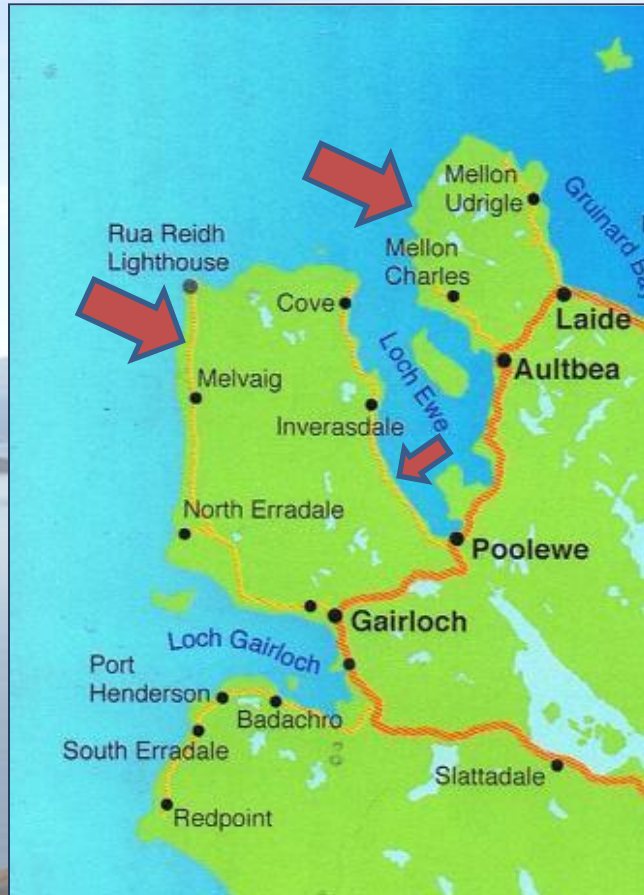 Mellon
Udrigle
Gruinard Bay
Rua Reidh
Lighthouse
Mellon
Charles
Cove
Laide
Loch Ewe
Aultbea
Melvaig
Inverasdale
North Erradale
Poolewe
Gairloch
Loch Gairloch
Port
Henderson
Badachro
South Erradale
Slattadale
Redpoint